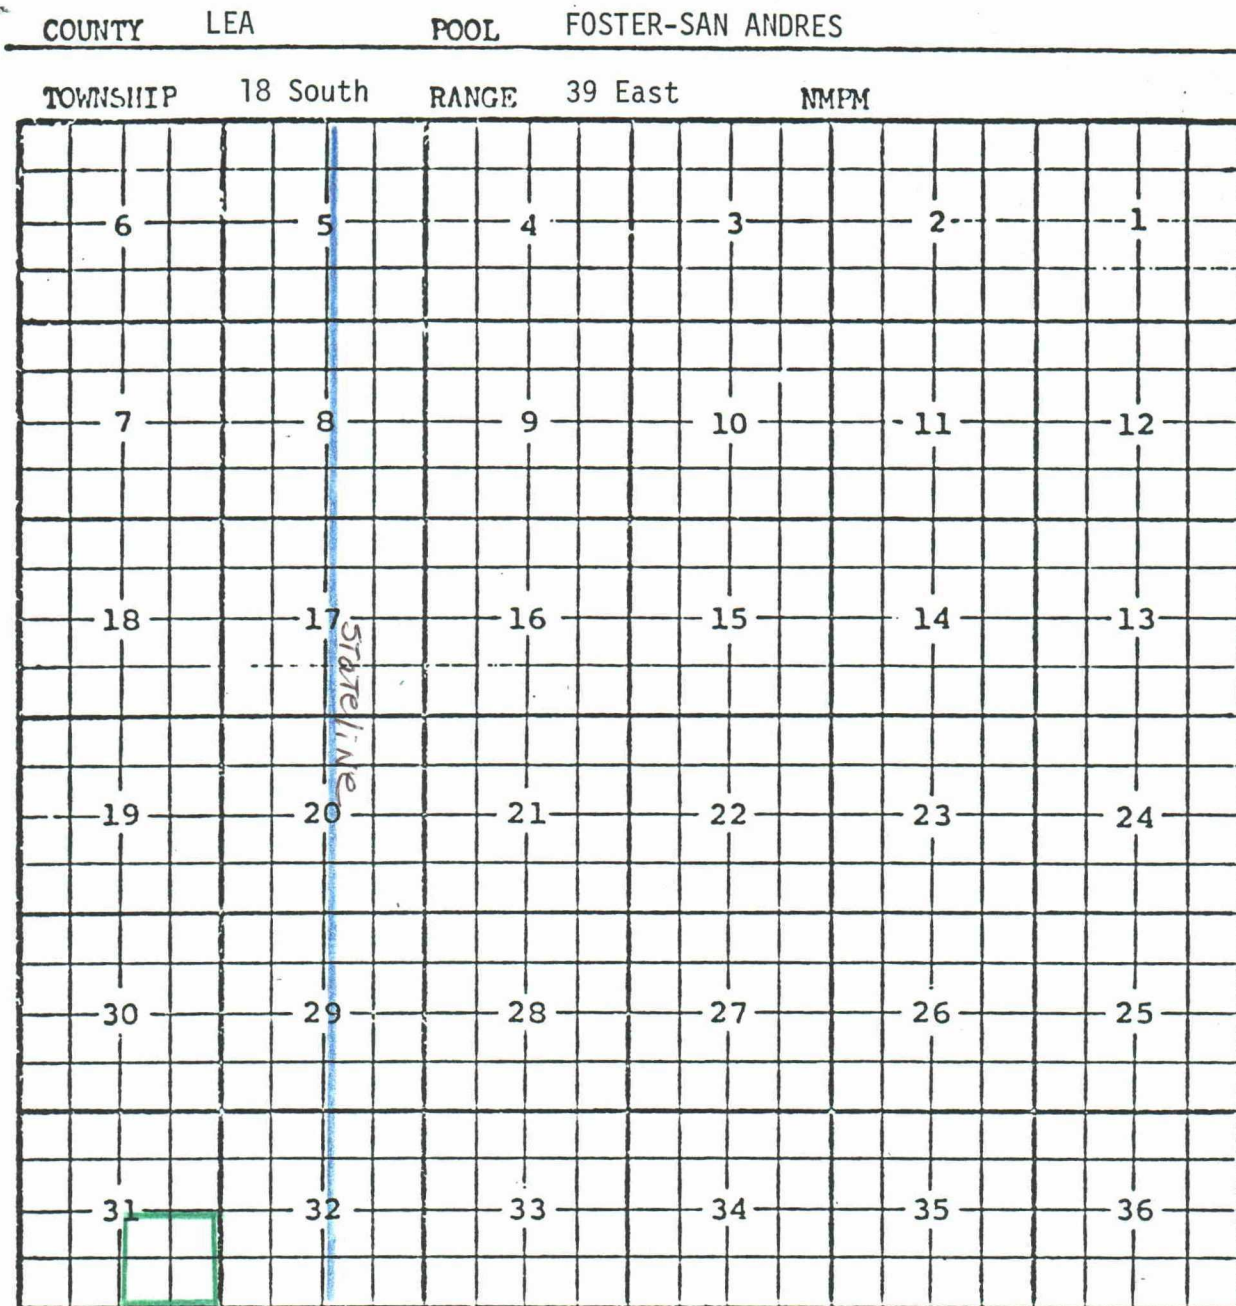 COUNTY LEA POOL FOSTER-SAN ANDRES
TOWNSHIP 18 South RANGE 39 East NMPM
6 5 4 3 2 1
7 8 9 10 11 12
18 17 16 15 14 13
StateliNe
19 20 21 22 23 24
30 29 28 27 26 25
31 32 33 34 35 36